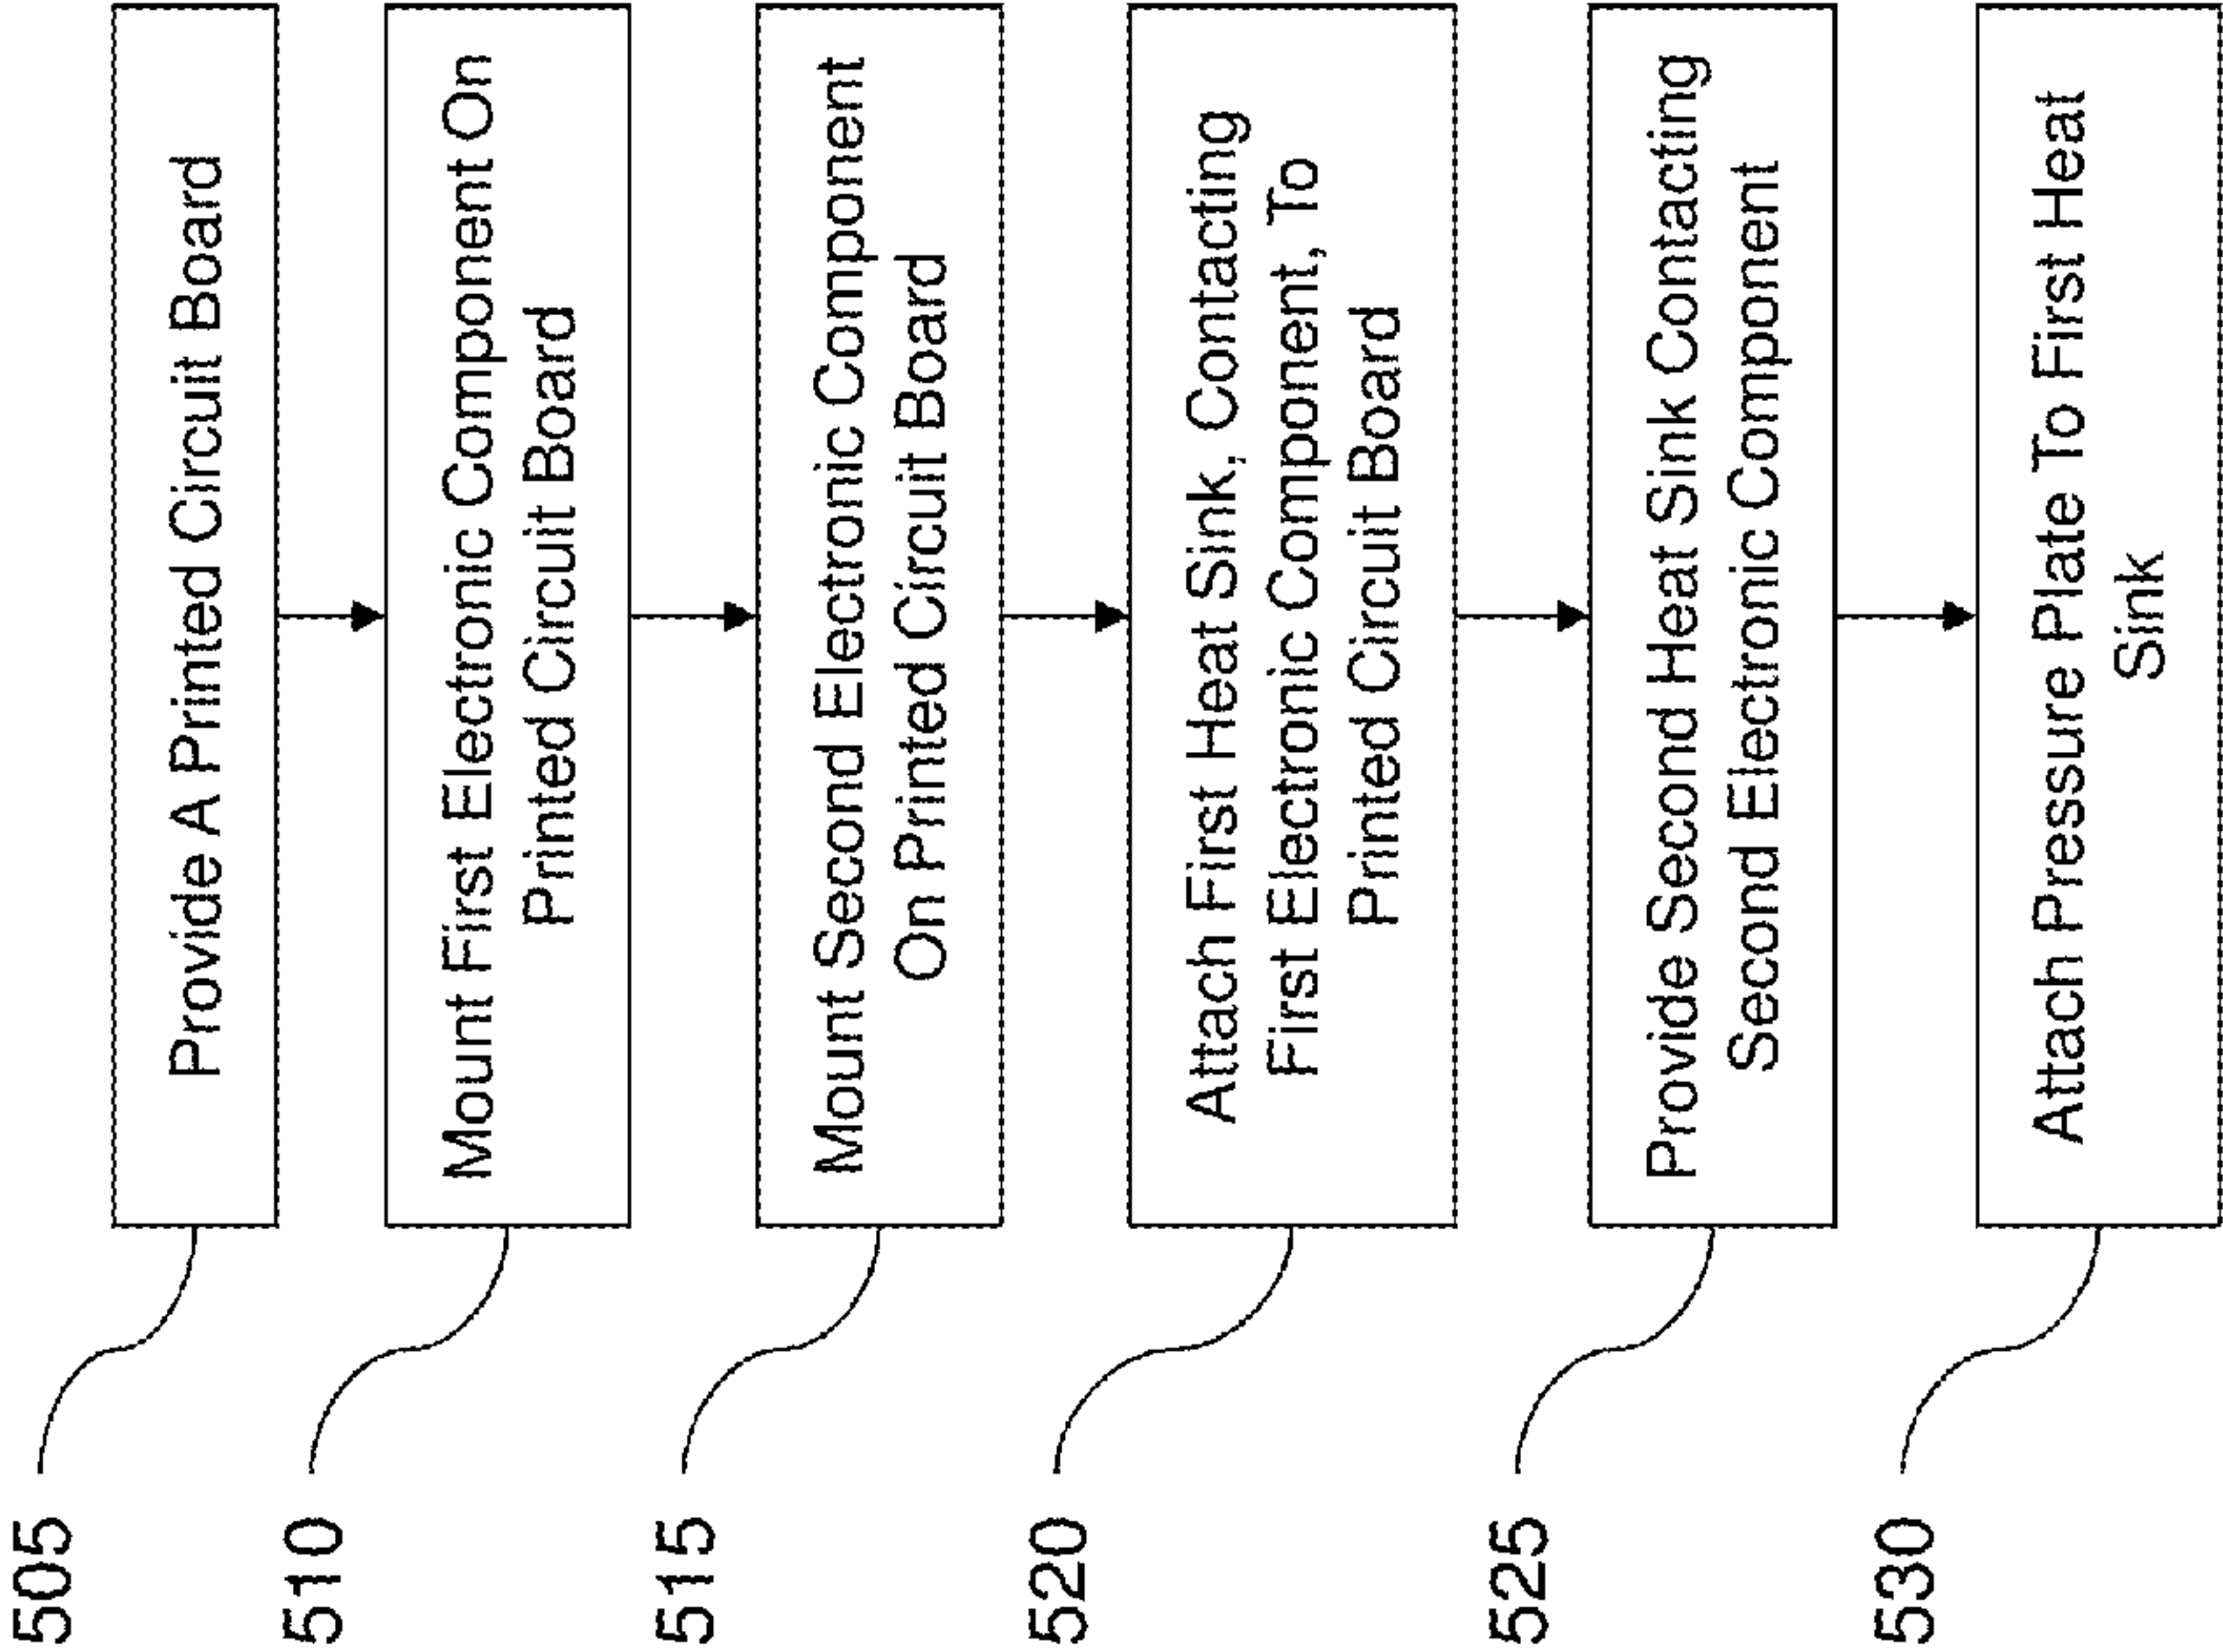 505
Provide A Printed Circuit Board
510
Mount First Electronic Component On
Printed Circuit Board
515
Mount Second Electronic Component
On Printed Circuit Board
520
Attach First Heat Sink, Contacting
First Electronic Component, To
Printed Circuit Board
525
Provide Second Heat Sink Contacting
Second Electronic Component
530
Attach Pressure Plate To First Heat
Sink